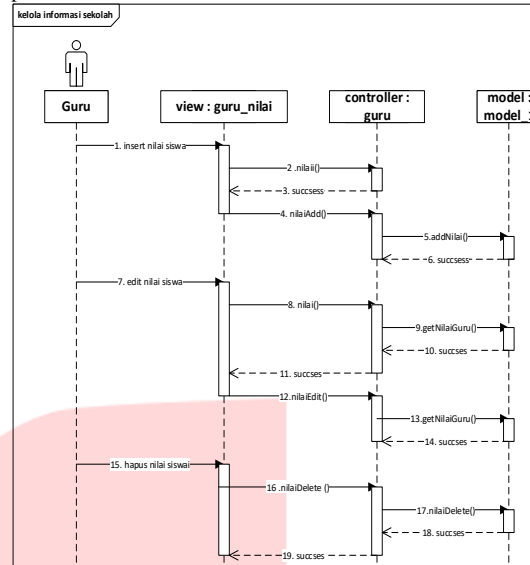 kelola informasi sekolah
Guru
view : guru_nilai
controller :
guru
model :
1. insert nilai siswa
2 .nilaii()
3. succsess
4. nilaiAdd()
5.addNilai()
6. succsess
7. edit nilai siswa
8. nilai()
9.getNilaiGuru()
10. succses
11. succses
12.nilaiEdit()
13.getNilaiGuru()
14. succses
15. hapus nilai siswai
16 .nilaiDelete ()
17.nilaiDelete()
18. succses
19. succses